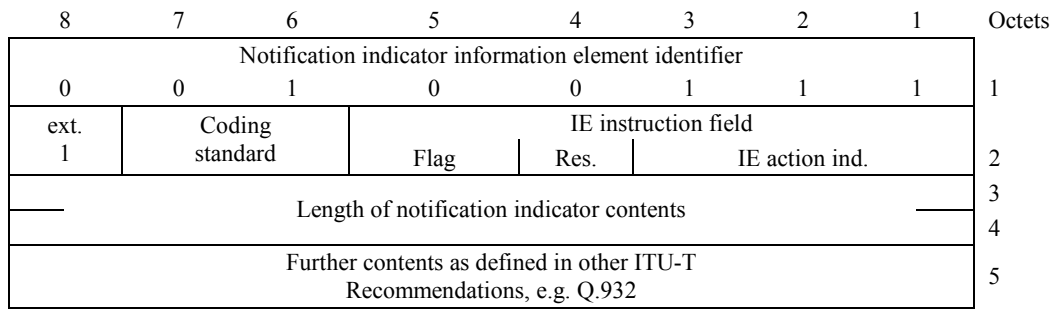 8 7 6 5 4 3 2 1 Octets
Notification indicator information element identifier
0 0 1 0 0 1 1 1 1
ext. Coding IE instruction field
1 standard Flag Res. IE action ind. 2
3
Length of notification indicator contents
4
Further contents as defined in other ITU-T
Recommendations, e.g. Q.932
5